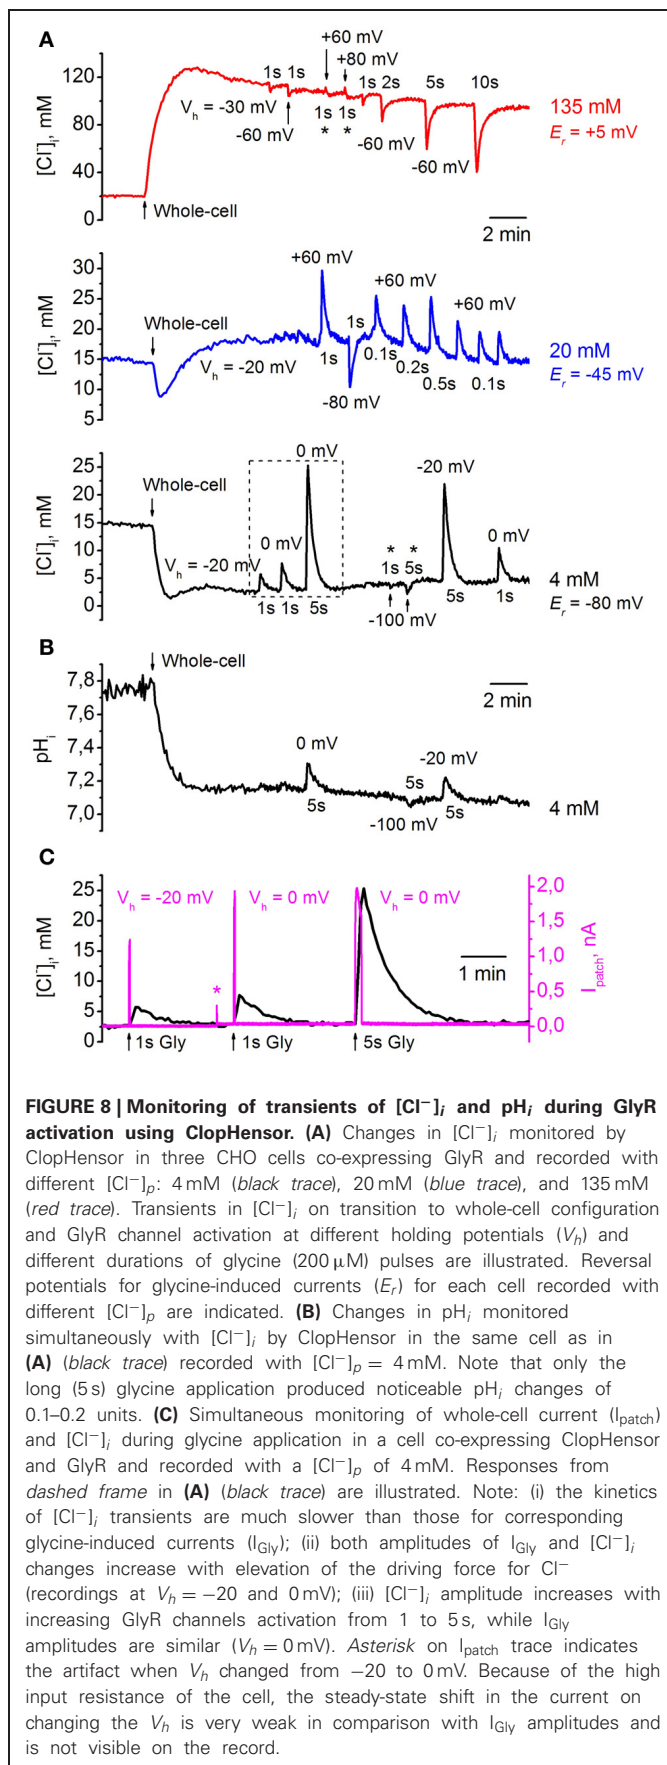 A
+60 mV
+80 mV
1s 1s
1s 2s
5s
10s
120
80
40
0
[Cl⁻]i, mM
Vh = -30 mV
-60 mV
1s 1s
* *
-60 mV
-60 mV
135 mM
Er = +5 mV
Whole-cell
2 min
30
25
20
15
10
5
[Cl⁻]i, mM
+60 mV
Whole-cell
Vh = -20 mV
1s
1s
-80 mV
+60 mV
0.1s
0.2s
0.5s
+60 mV
0.1s
20 mM
Er = -45 mV
25
20
15
10
5
0
[Cl⁻]i, mM
0 mV
Whole-cell
Vh = -20 mV
0 mV
1s 1s
5s
* *
1s 5s
-100 mV
-20 mV
5s
0 mV
1s
4 mM
Er = -80 mV
B
Whole-cell
2 min
7,8
7,6
7,4
7,2
7,0
pHi
0 mV
5s
5s
-100 mV
-20 mV
5s
4 mM
C
25
20
15
10
5
0
[Cl⁻]i, mM
Vh = -20 mV
Vh = 0 mV
Vh = 0 mV
1 min
*
1s Gly
1s Gly
5s Gly
2,0
1,5
1,0
0,5
0,0
Ipatch, nA
FIGURE 8 | Monitoring of transients of [Cl⁻]i and pHi during GlyR
activation using ClopHensor. (A) Changes in [Cl⁻]i monitored by
ClopHensor in three CHO cells co-expressing GlyR and recorded with
different [Cl⁻]p: 4 mM (black trace), 20 mM (blue trace), and 135 mM
(red trace). Transients in [Cl⁻]i on transition to whole-cell configuration
and GlyR channel activation at different holding potentials (Vh) and
different durations of glycine (200 μM) pulses are illustrated. Reversal
potentials for glycine-induced currents (Er) for each cell recorded with
different [Cl⁻]p are indicated. (B) Changes in pHi monitored
simultaneously with [Cl⁻]i by ClopHensor in the same cell as in
(A) (black trace) recorded with [Cl⁻]p = 4 mM. Note that only the
long (5 s) glycine application produced noticeable pHi changes of
0.1–0.2 units. (C) Simultaneous monitoring of whole-cell current (Ipatch)
and [Cl⁻]i during glycine application in a cell co-expressing ClopHensor
and GlyR and recorded with a [Cl⁻]p of 4 mM. Responses from
dashed frame in (A) (black trace) are illustrated. Note: (i) the kinetics
of [Cl⁻]i transients are much slower than those for corresponding
glycine-induced currents (IGly); (ii) both amplitudes of IGly and [Cl⁻]i
changes increase with elevation of the driving force for Cl⁻
(recordings at Vh = −20 and 0 mV); (iii) [Cl⁻]i amplitude increases with
increasing GlyR channels activation from 1 to 5 s, while IGly
amplitudes are similar (Vh = 0 mV). Asterisk on Ipatch trace indicates
the artifact when Vh changed from −20 to 0 mV. Because of the high
input resistance of the cell, the steady-state shift in the current on
changing the Vh is very weak in comparison with IGly amplitudes and
is not visible on the record.